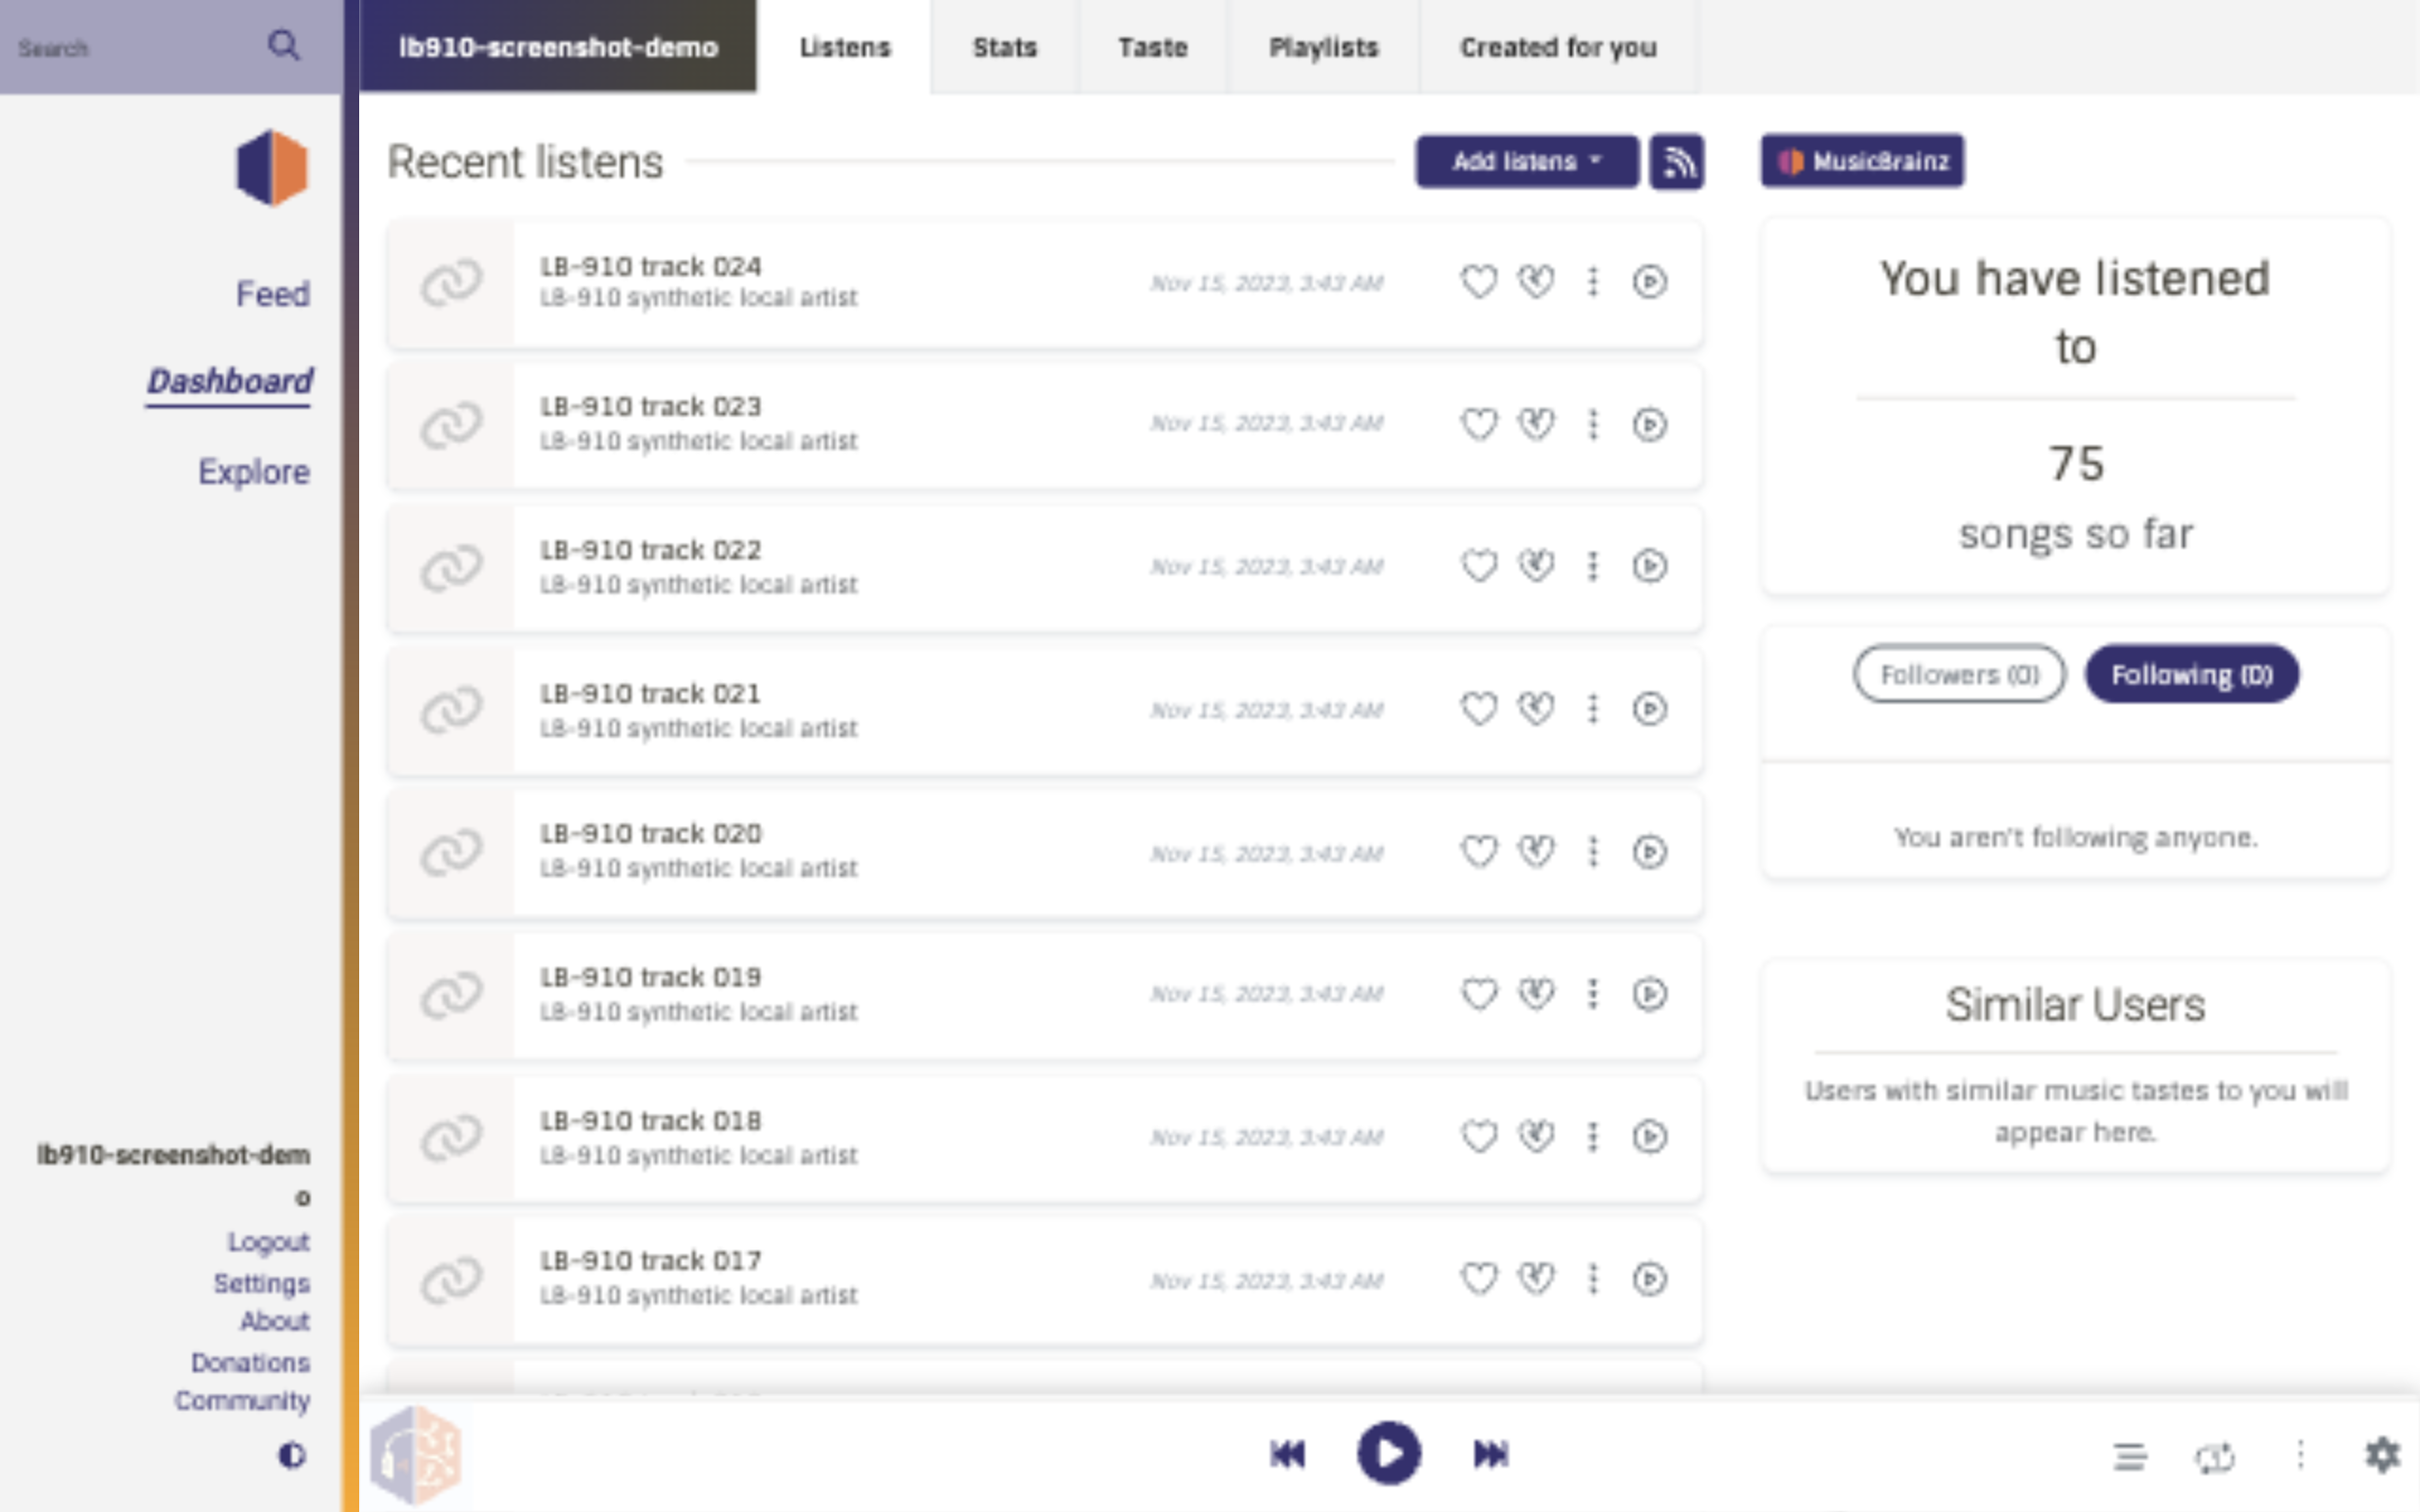 Search
lb910-screenshot-demo
Listens
Stats
Taste
Playlists
Created for you
Feed
Dashboard
Explore
lb910-screenshot-dem
o
Logout
Settings
About
Donations
Community
Recent listens
Add listens
LB-910 track 024
LB-910 synthetic local artist
Nov 15, 2023, 3:43 AM
LB-910 track 023
LB-910 synthetic local artist
Nov 15, 2023, 3:43 AM
LB-910 track 022
LB-910 synthetic local artist
Nov 15, 2023, 3:43 AM
LB-910 track 021
LB-910 synthetic local artist
Nov 15, 2023, 3:43 AM
LB-910 track 020
LB-910 synthetic local artist
Nov 15, 2023, 3:43 AM
LB-910 track 019
LB-910 synthetic local artist
Nov 15, 2023, 3:43 AM
LB-910 track 018
LB-910 synthetic local artist
Nov 15, 2023, 3:43 AM
LB-910 track 017
LB-910 synthetic local artist
Nov 15, 2023, 3:43 AM
MusicBrainz
You have listened
to
75
songs so far
Followers (0)
Following (0)
You aren't following anyone.
Similar Users
Users with similar music tastes to you will
appear here.